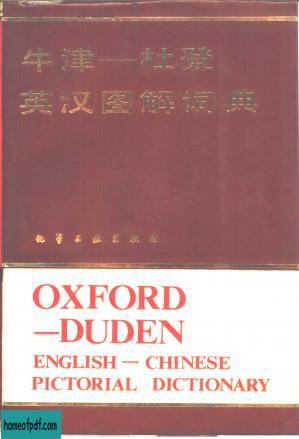 牛津—杜登
英汉图解词典
化学工业出版社
OXFORD
—DUDEN
ENGLISH — CHINESE
PICTORIAL DICTIONARY
homeofpdf.com